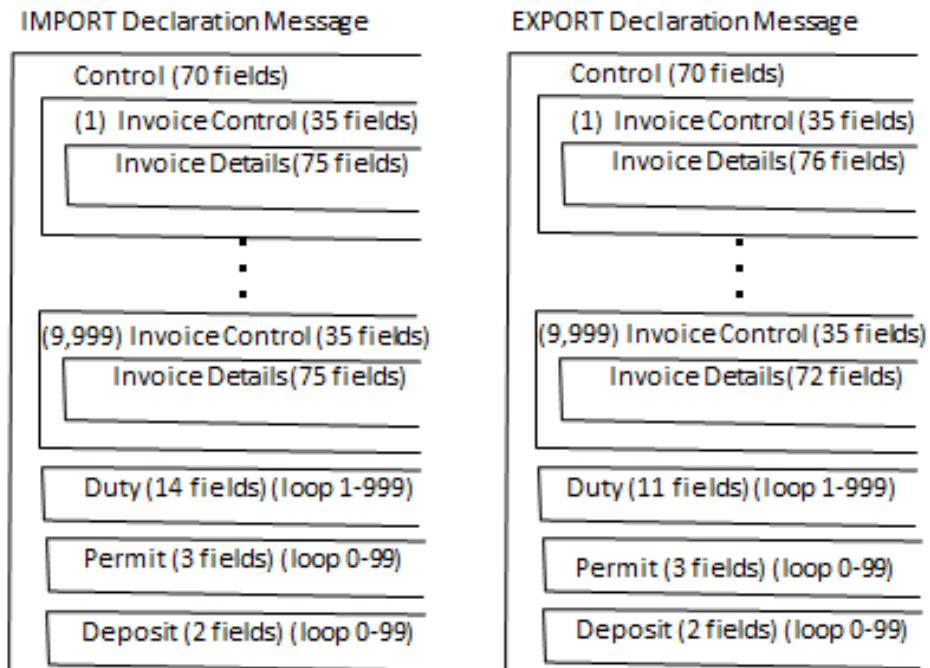 IMPORT Declaration Message
Control (70 fields)
(1) Invoice Control (35 fields)
Invoice Details (75 fields)
(9,999) Invoice Control (35 fields)
Invoice Details (75 fields)
Duty (14 fields) (loop 1-999)
Permit (3 fields) (loop 0-99)
Deposit (2 fields) (loop 0-99)
EXPORT Declaration Message
Control (70 fields)
(1) Invoice Control (35 fields)
Invoice Details (76 fields)
(9,999) Invoice Control (35 fields)
Invoice Details (72 fields)
Duty (11 fields) (loop 1-999)
Permit (3 fields) (loop 0-99)
Deposit (2 fields) (loop 0-99)